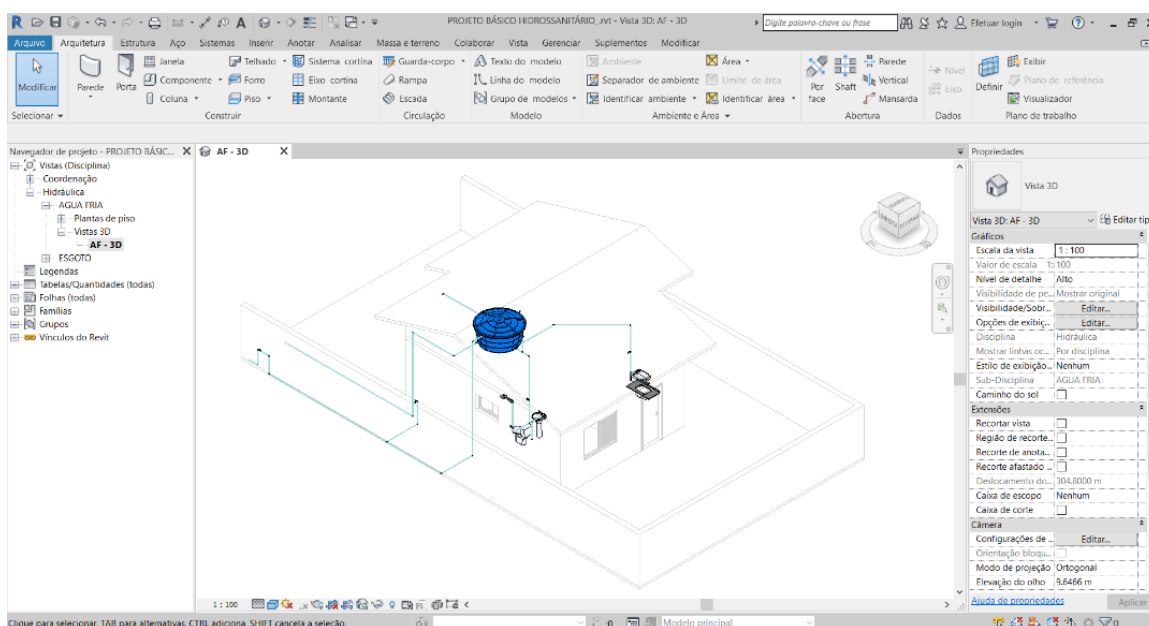 PROJETO BÁSICO HIDROSSANITÁRIO_.rvt - Vista 3D: AF - 3D
Digite palavra-chave ou frase
Efetuar login
Arquivo Arquitetura Estrutura Aço Sistemas Inserir Anotar Analisar Massa e terreno Colaborar Vista Gerenciar Suplementos Modificar
Modificar
Parede
Porta
Janela
Componente
Coluna
Telhado
Forro
Piso
Sistema cortina
Eixo cortina
Montante
Guarda-corpo
Rampa
Escada
Texto do modelo
Linha do modelo
Grupo de modelos
Ambiente
Separador de ambiente
Identificar ambiente
Área
Limite de área
Identificar área
Por face
Shaft
Parede
Vertical
Mansarda
Nível
Eixo
Definir
Exibir
Plano de referência
Visualizador
Selecionar Construir Circulação Modelo Ambiente e Área Abertura Dados Plano de trabalho
Navegador de projeto - PROJETO BÁSIC... X
AF - 3D X
Vistas (Disciplina)
Coordenação
Hidráulica
AGUA FRIA
Plantas de piso
Vistas 3D
AF - 3D
ESGOTO
Legendas
Tabelas/Quantidades (todas)
Folhas (todas)
Famílias
Grupos
Vínculos do Revit
Propriedades
Vista 3D
Vista 3D: AF - 3D Editar tip
Gráficos
Escala da vista 1 : 100
Valor de escala 1: 100
Nível de detalhe Alto
Visibilidade de pe... Mostrar original
Visibilidade/Sobr... Editar...
Opções de exibiç... Editar...
Disciplina Hidráulica
Mostrar linhas oc... Por disciplina
Estilo de exibição... Nenhum
Sub-Disciplina AGUA FRIA
Caminho do sol
Extensões
Recortar vista
Região de recorte...
Recorte de anota...
Recorte afastado ...
Deslocamento do... 304.8000 m
Caixa de escopo Nenhum
Caixa de corte
Câmera
Configurações de ... Editar...
Orientação bloqu...
Modo de projeção Ortogonal
Elevação do olho 9.6466 m
Ajuda de propriedades Aplicar
1 : 100
Clique para selecionar, TAB para alternativas, CTRL adiciona, SHIFT cancela a seleção.
:0
Modelo principal
:0